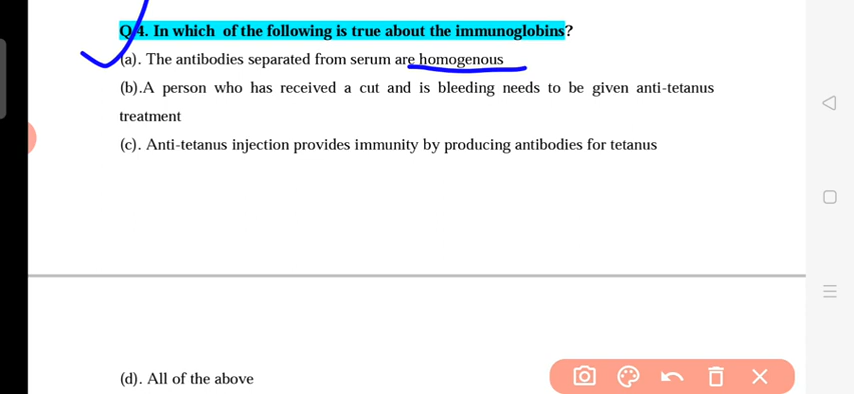 Q.4. In which of the following is true about the immunoglobins?
(a). The antibodies separated from serum are homogenous
(b).A person who has received a cut and is bleeding needs to be given anti-tetanus
treatment
(c). Anti-tetanus injection provides immunity by producing antibodies for tetanus
(d). All of the above